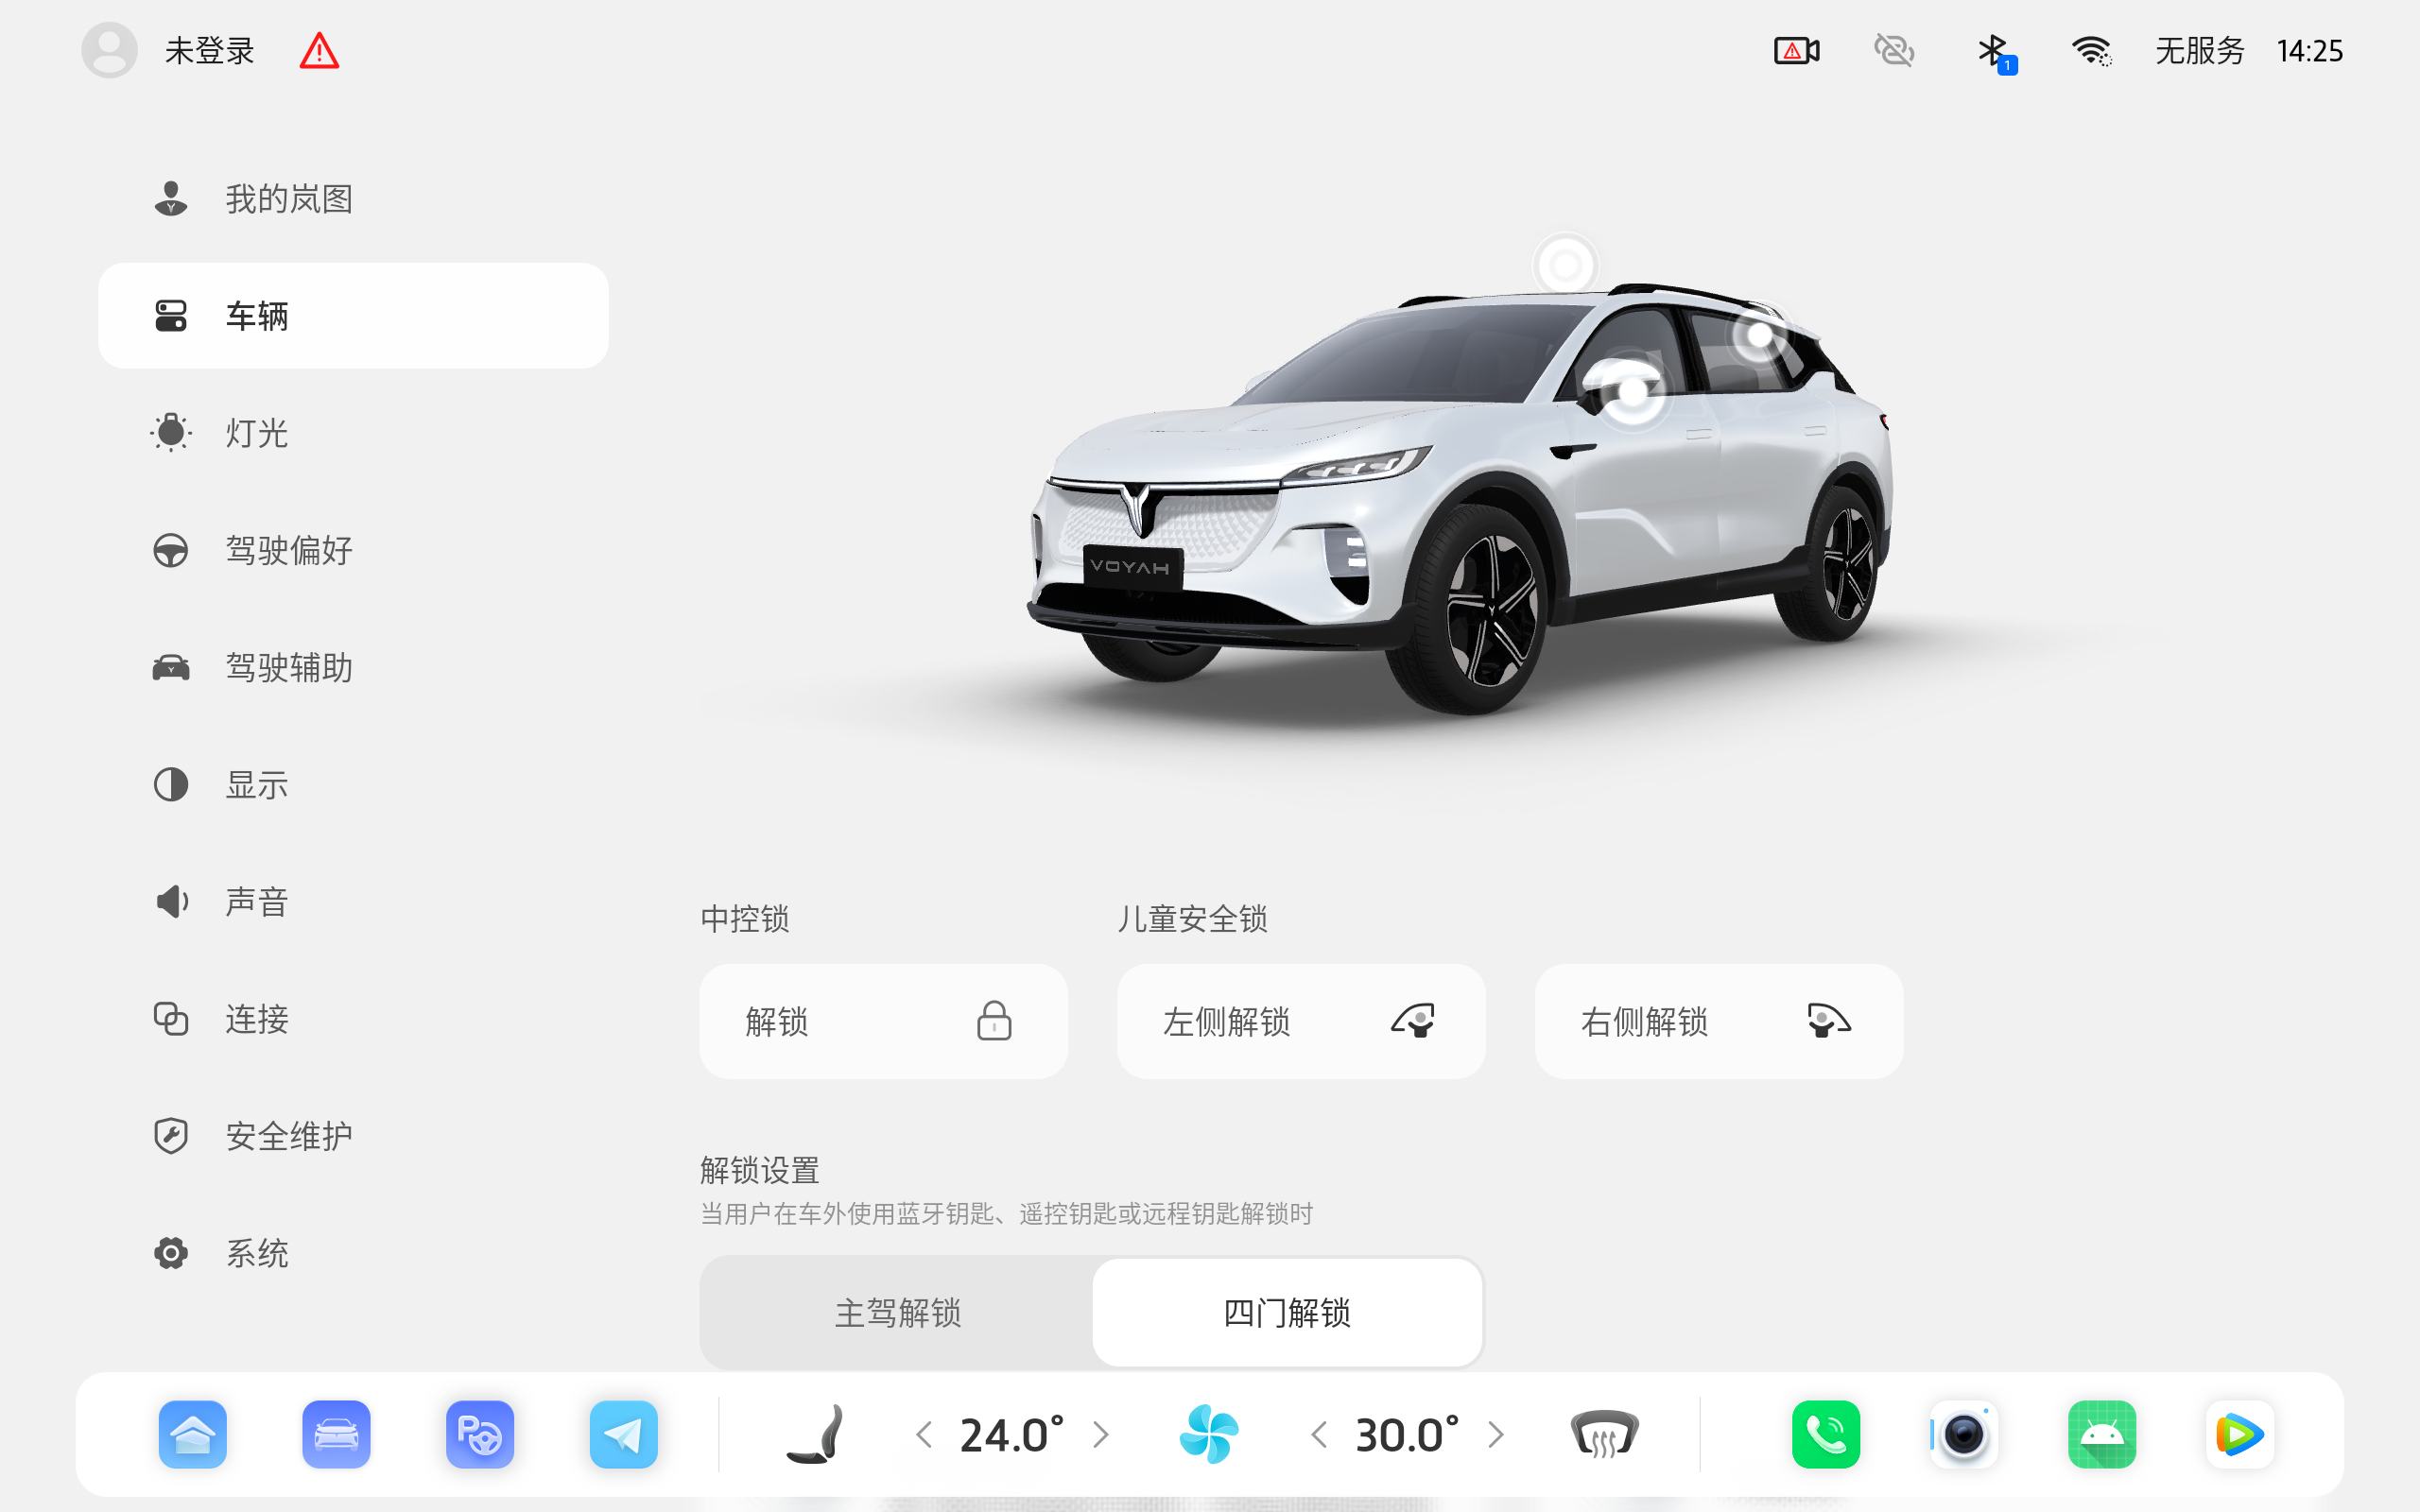 未登录
1
无服务
14:25
我的岚图
车辆
灯光
驾驶偏好
驾驶辅助
显示
声音
连接
安全维护
系统
VOYAH
中控锁
儿童安全锁
解锁
左侧解锁
右侧解锁
解锁设置
当用户在车外使用蓝牙钥匙、遥控钥匙或远程钥匙解锁时
主驾解锁
四门解锁
P
24.0°
30.0°